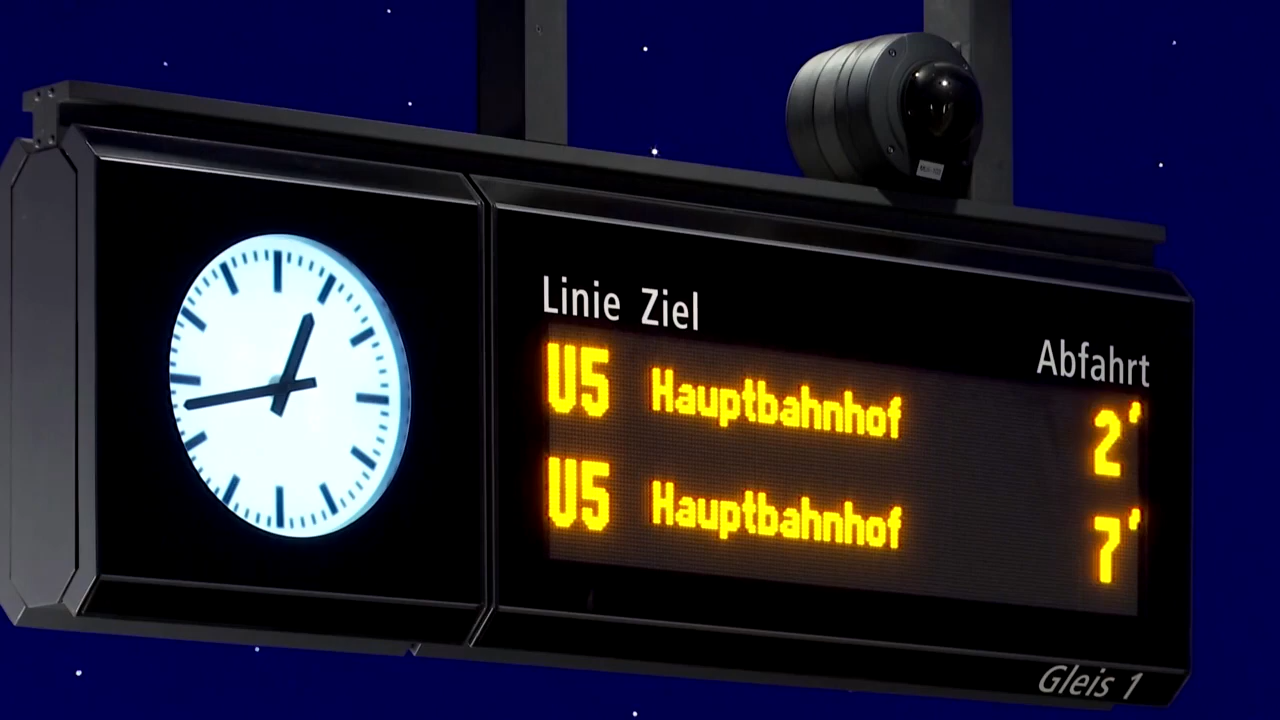 Linie Ziel Abfahrt
U5 Hauptbahnhof 2'
U5 Hauptbahnhof 7'
Gleis 1